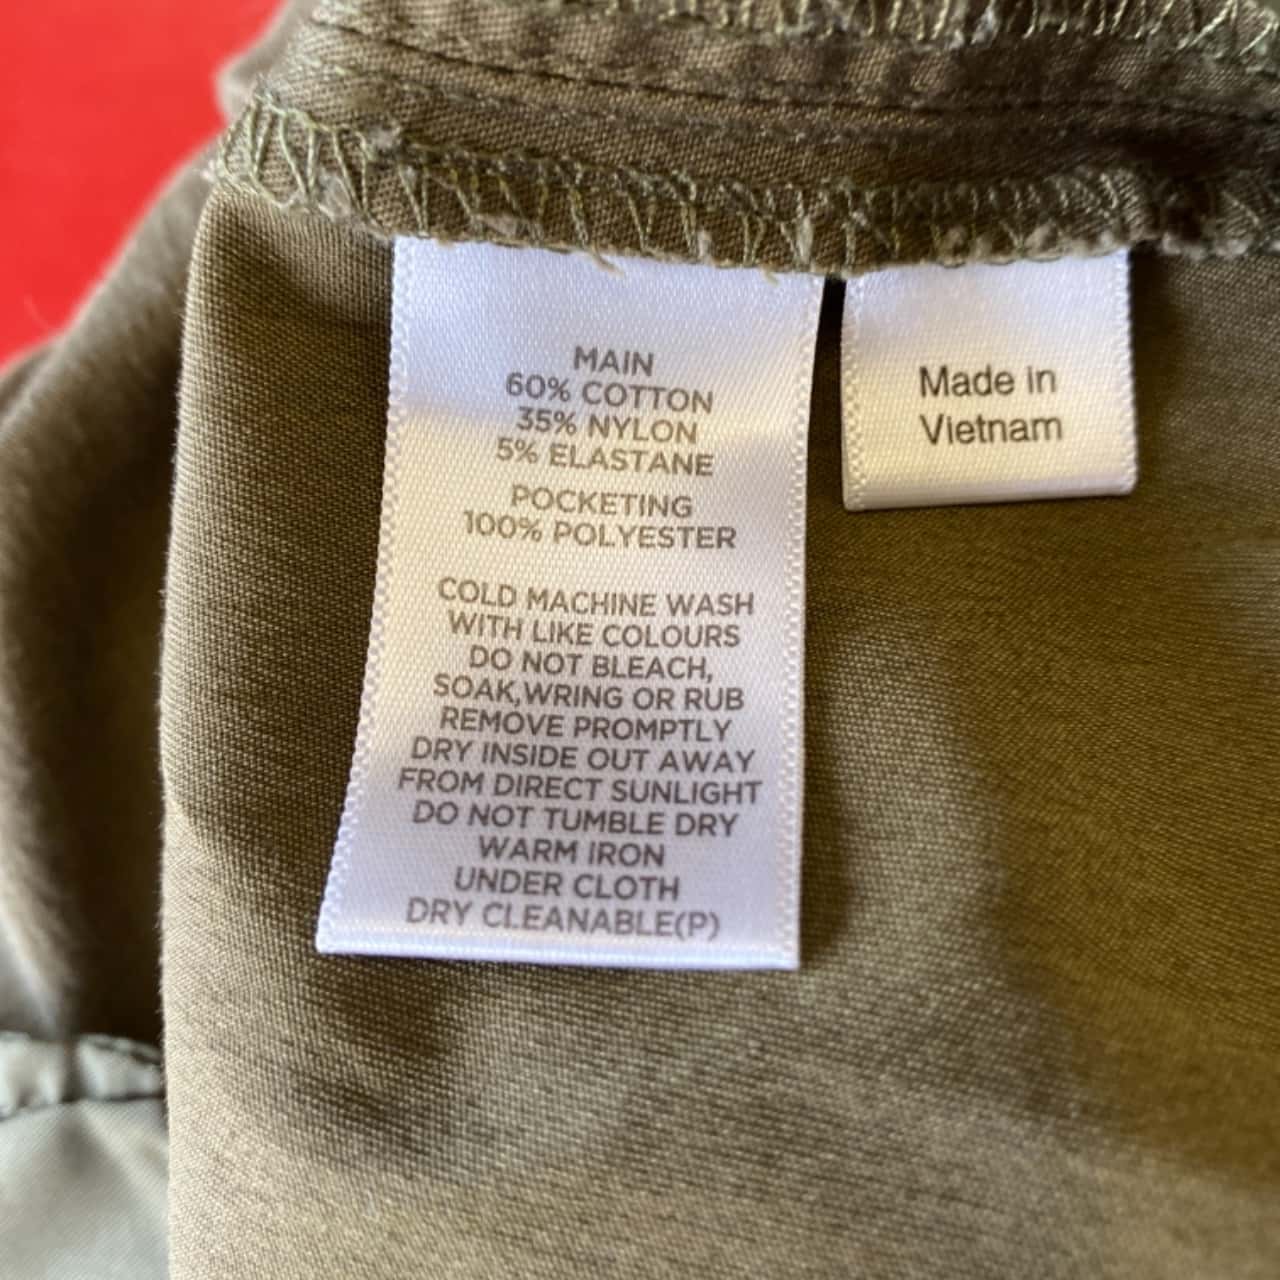 MAIN
60% COTTON
35% NYLON
5% ELASTANE
POCKETING
100% POLYESTER
COLD MACHINE WASH
WITH LIKE COLOURS
DO NOT BLEACH,
SOAK,WRING OR RUB
REMOVE PROMPTLY
DRY INSIDE OUT AWAY
FROM DIRECT SUNLIGHT
DO NOT TUMBLE DRY
WARM IRON
UNDER CLOTH
DRY CLEANABLE(P)
Made in
Vietnam